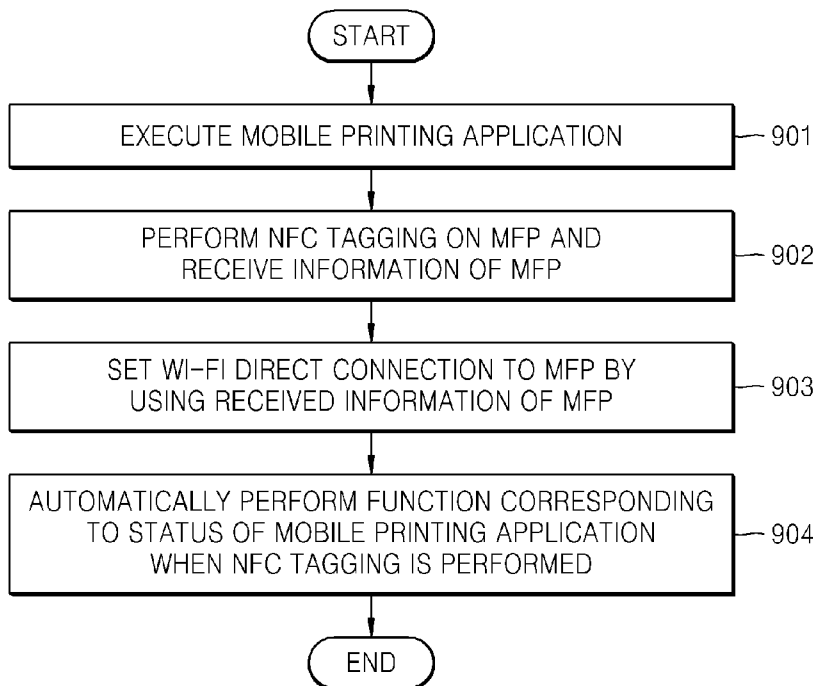 START
EXECUTE MOBILE PRINTING APPLICATION
901
PERFORM NFC TAGGING ON MFP AND
RECEIVE INFORMATION OF MFP
902
SET WI-FI DIRECT CONNECTION TO MFP BY
USING RECEIVED INFORMATION OF MFP
903
AUTOMATICALLY PERFORM FUNCTION CORRESPONDING
TO STATUS OF MOBILE PRINTING APPLICATION
WHEN NFC TAGGING IS PERFORMED
904
END